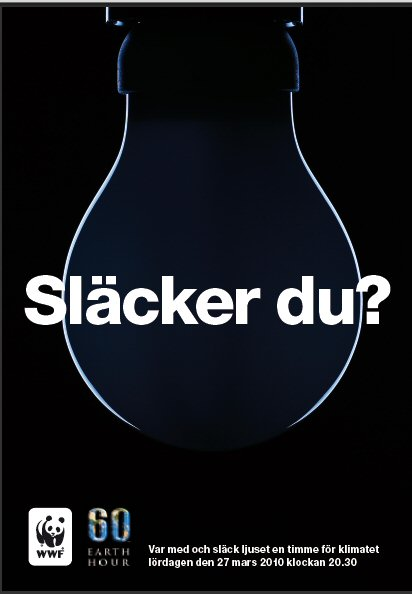 Släcker du?
WWF
60
EARTH
HOUR
Var med och släck ljuset en timme för klimatet
lördagen den 27 mars 2010 klockan 20.30